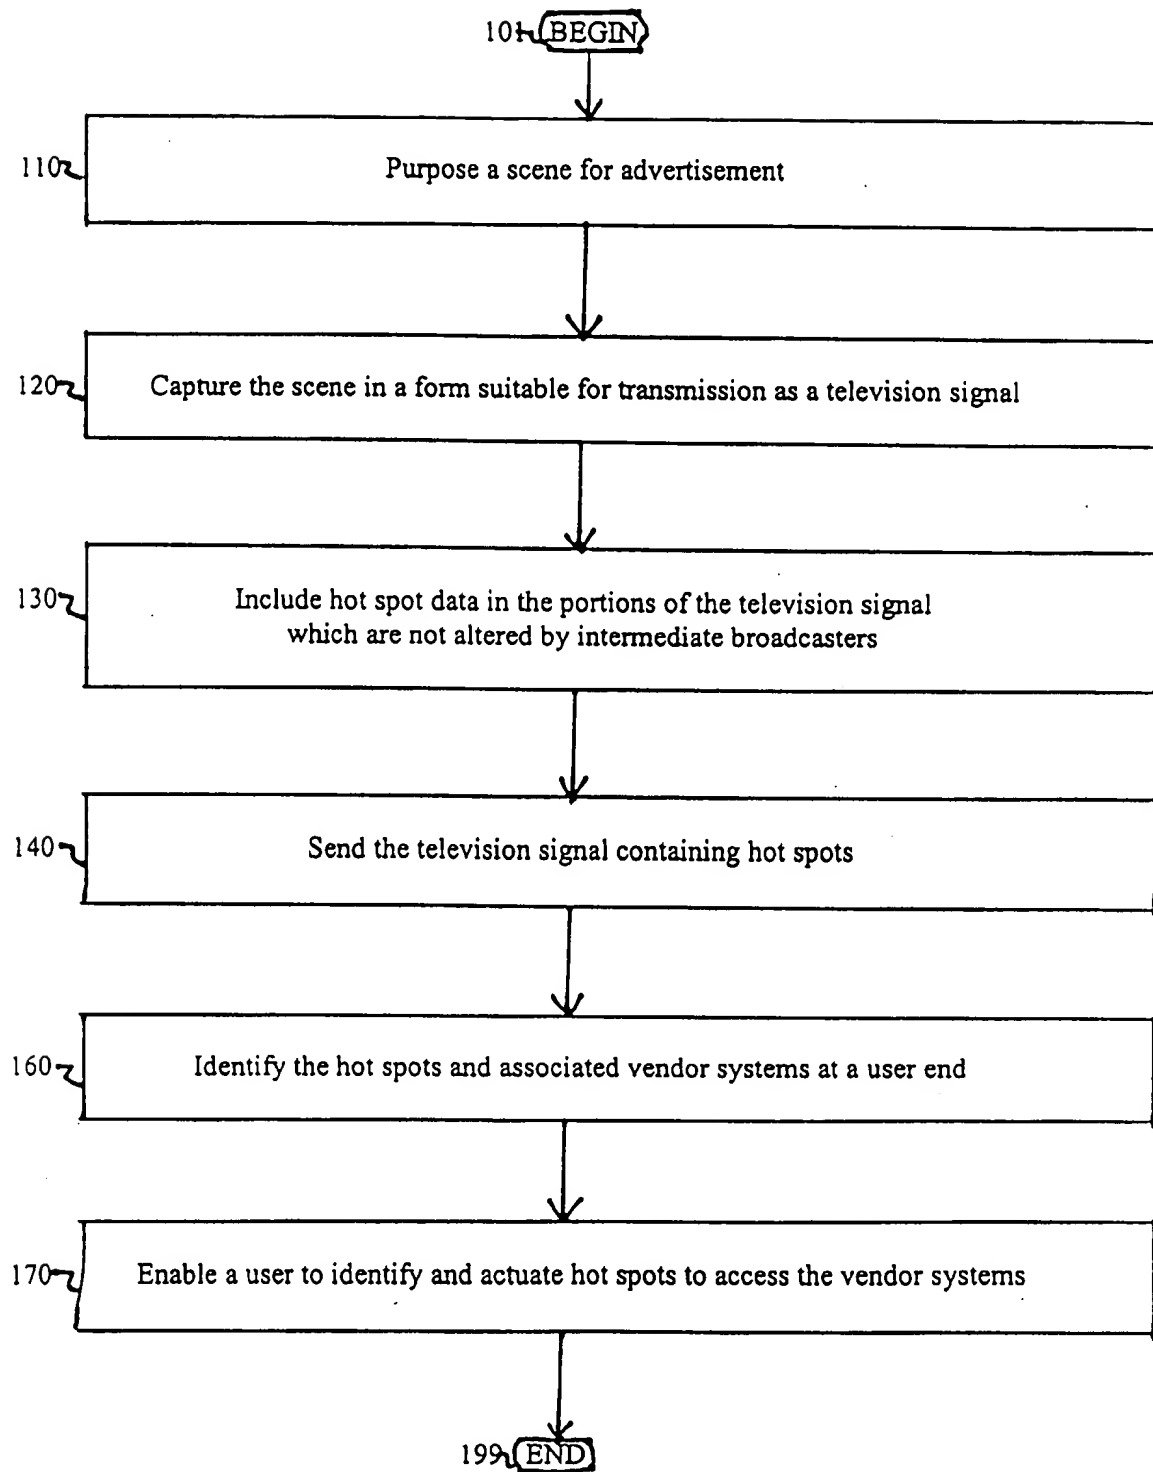 101 BEGIN
110 Purpose a scene for advertisement
120 Capture the scene in a form suitable for transmission as a television signal
130 Include hot spot data in the portions of the television signal
which are not altered by intermediate broadcasters
140 Send the television signal containing hot spots
160 Identify the hot spots and associated vendor systems at a user end
170 Enable a user to identify and actuate hot spots to access the vendor systems
199 END